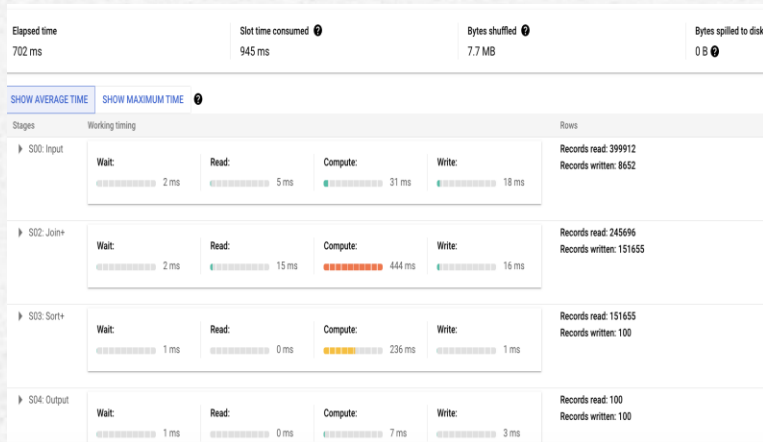 Elapsed time Slot time consumed ? Bytes shuffled ? Bytes spilled to disk
702 ms 945 ms 7.7 MB 0 B ?
SHOW AVERAGE TIME SHOW MAXIMUM TIME ?
Stages Working timing Rows
S00: Input Wait: Read: Compute: Write: Records read: 399912
2 ms 5 ms 31 ms 18 ms Records written: 8652
S02: Join+ Wait: Read: Compute: Write: Records read: 245696
2 ms 15 ms 444 ms 16 ms Records written: 151655
S03: Sort+ Wait: Read: Compute: Write: Records read: 151655
1 ms 0 ms 236 ms 1 ms Records written: 100
S04: Output Wait: Read: Compute: Write: Records read: 100
1 ms 0 ms 7 ms 3 ms Records written: 100